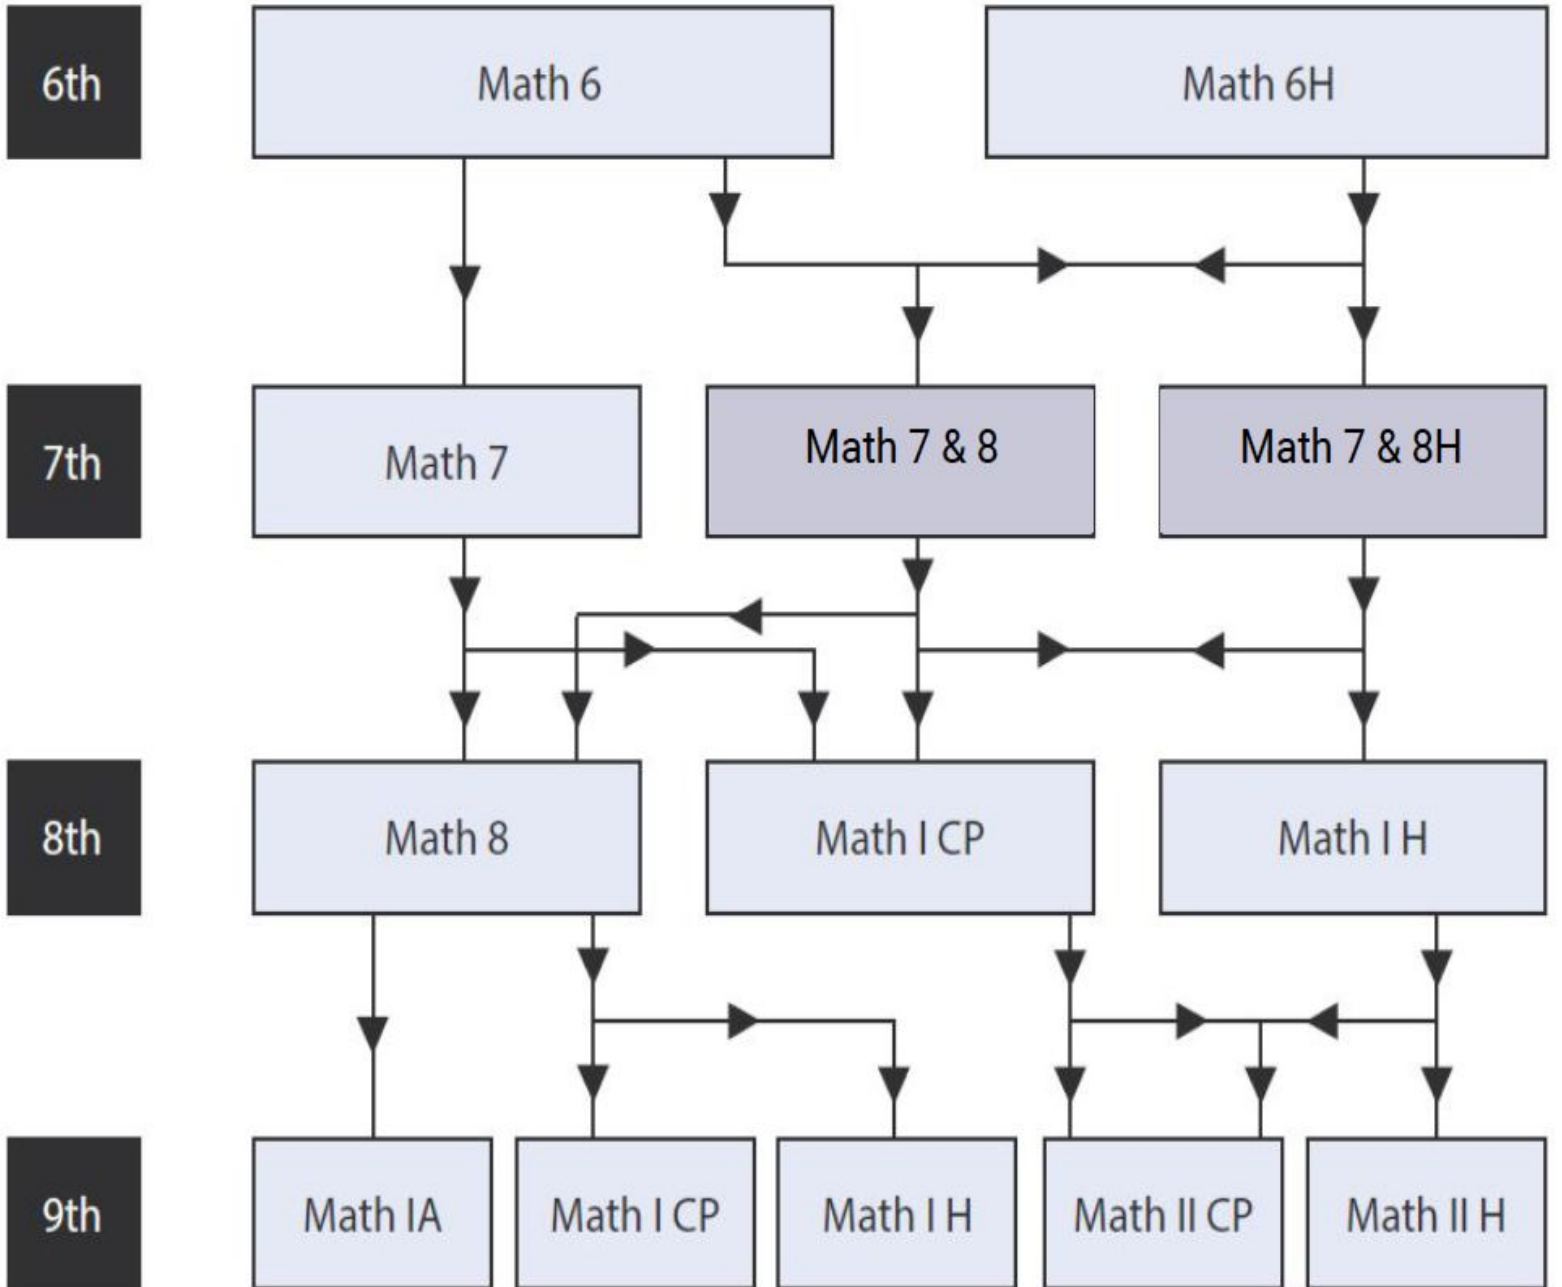 6th
Math 6
Math 6H
7th
Math 7
Math 7 & 8
Math 7 & 8H
8th
Math 8
Math I CP
Math I H
9th
Math IA
Math I CP
Math I H
Math II CP
Math II H